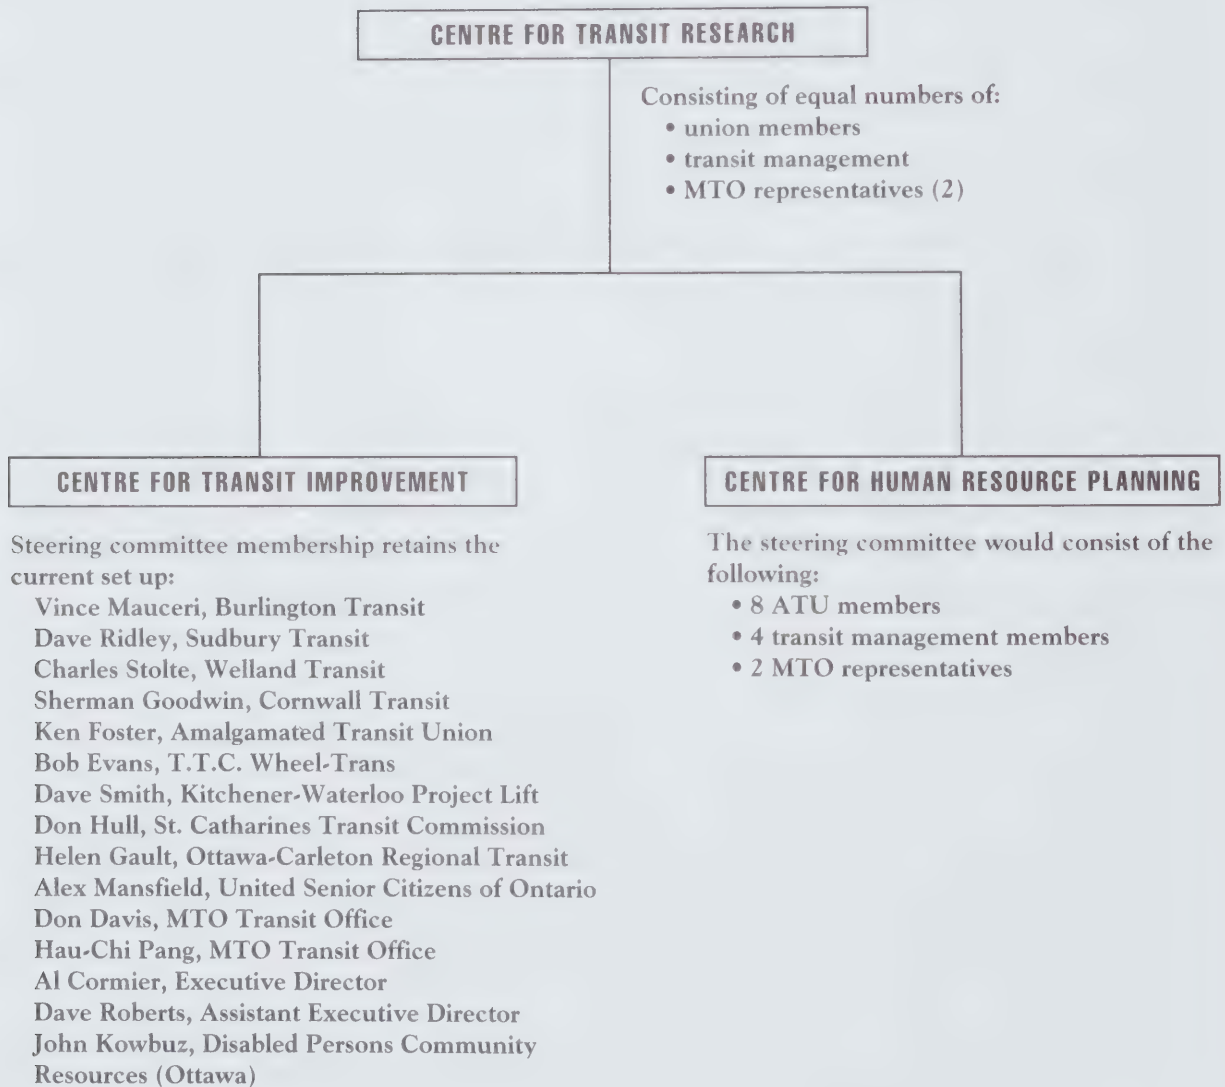 CENTRE FOR TRANSIT RESEARCH
Consisting of equal numbers of:
• union members
• transit management
• MTO representatives (2)
CENTRE FOR TRANSIT IMPROVEMENT
Steering committee membership retains the
current set up:
Vince Mauceri, Burlington Transit
Dave Ridley, Sudbury Transit
Charles Stolte, Welland Transit
Sherman Goodwin, Cornwall Transit
Ken Foster, Amalgamated Transit Union
Bob Evans, T.T.C. Wheel-Trans
Dave Smith, Kitchener-Waterloo Project Lift
Don Hull, St. Catharines Transit Commission
Helen Gault, Ottawa-Carleton Regional Transit
Alex Mansfield, United Senior Citizens of Ontario
Don Davis, MTO Transit Office
Hau-Chi Pang, MTO Transit Office
Al Cormier, Executive Director
Dave Roberts, Assistant Executive Director
John Kowbuz, Disabled Persons Community
Resources (Ottawa)
CENTRE FOR HUMAN RESOURCE PLANNING
The steering committee would consist of the
following:
• 8 ATU members
• 4 transit management members
• 2 MTO representatives